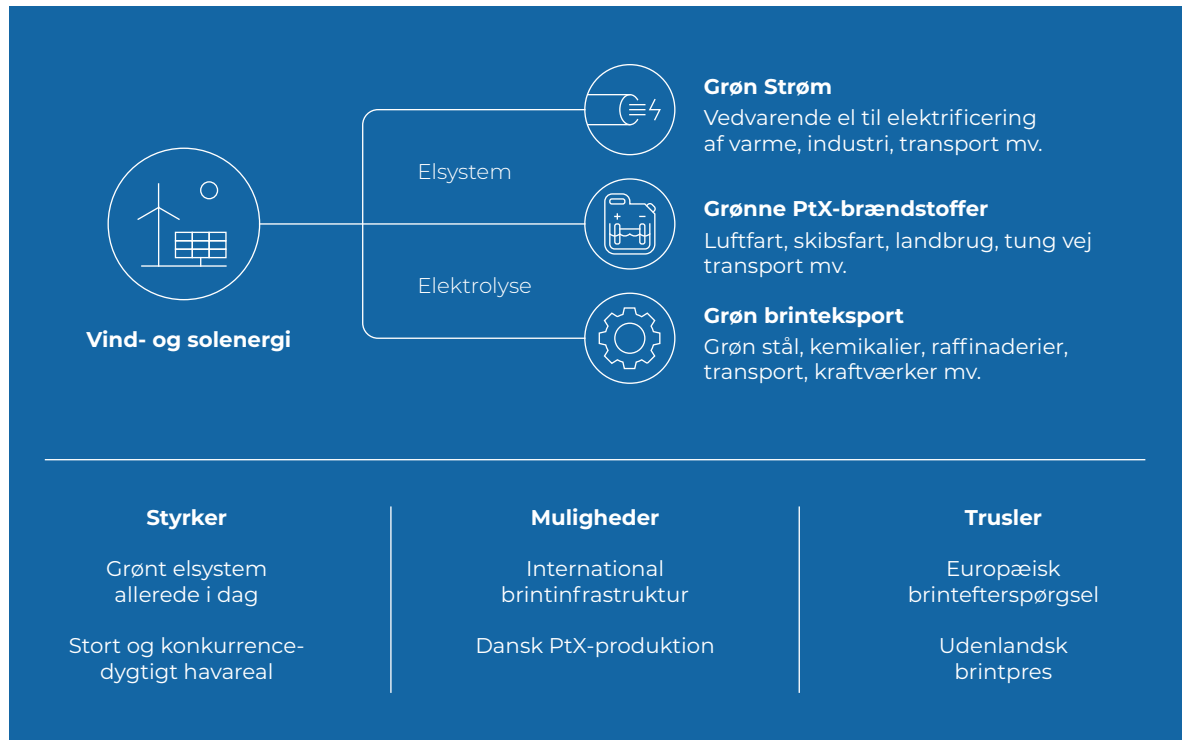 Grøn Strøm
Vedvarende el til elektrificering
af varme, industri, transport mv.
Elsystem
Grønne PtX-brændstoffer
Luftfart, skibsfart, landbrug, tung vej
transport mv.
Elektrolyse
Vind- og solenergi
Grøn brinteksport
Grøn stål, kemikalier, raffinaderier,
transport, kraftværker mv.
Styrker
Grønt elsystem
allerede i dag
Stort og konkurrence-
dygtigt havareal
Muligheder
International
brintinfrastruktur
Dansk PtX-produktion
Trusler
Europæisk
brintefterspørgsel
Udenlandsk
brintpres